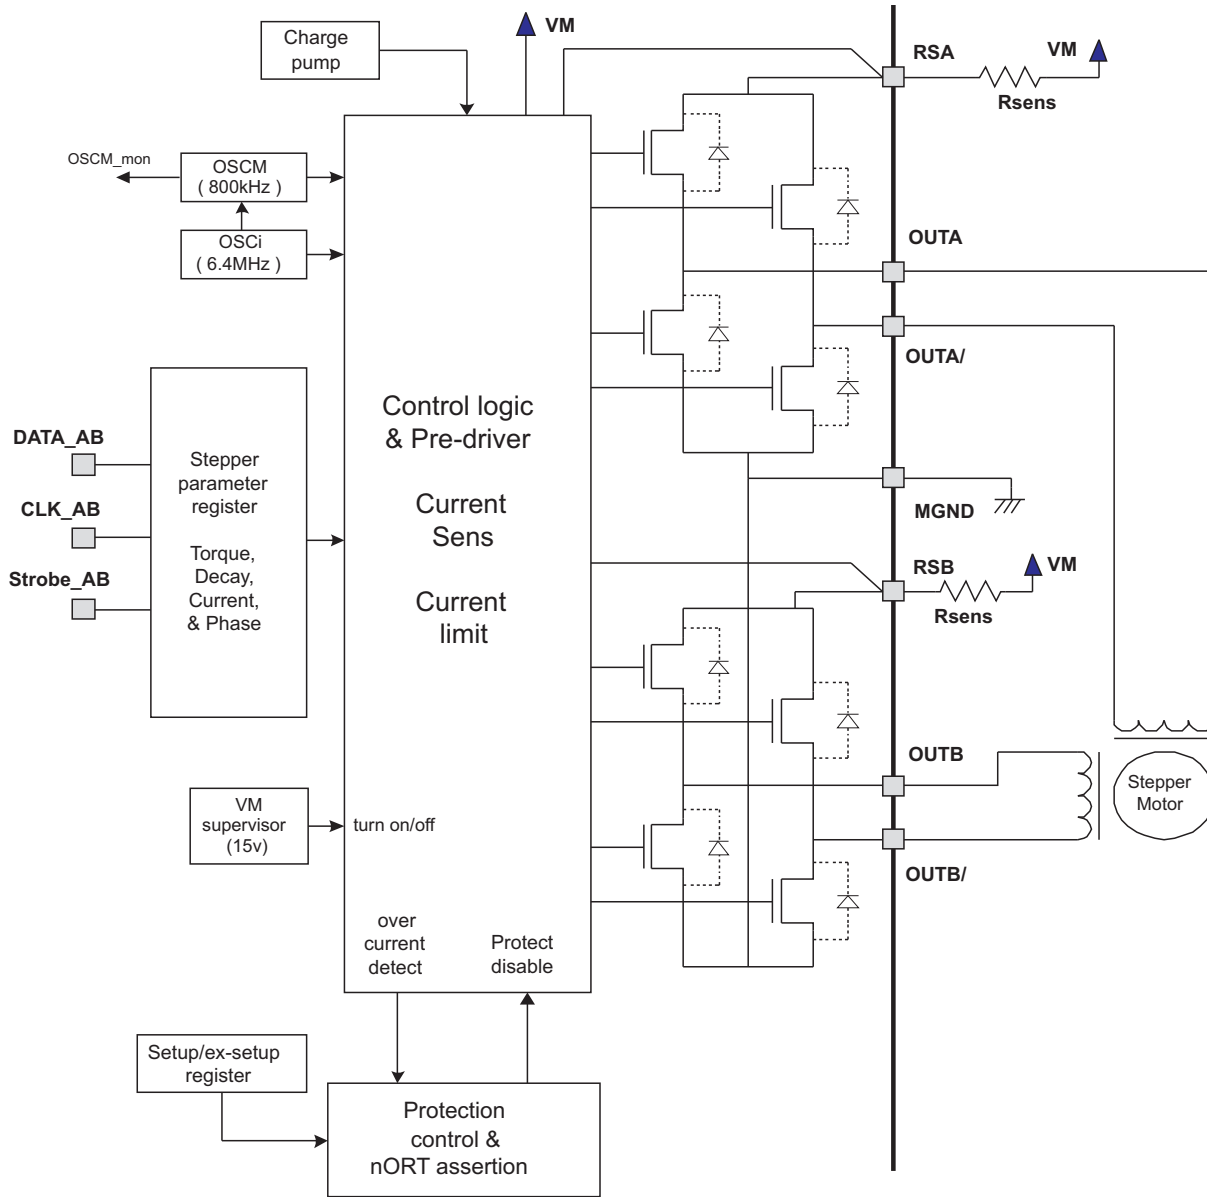 VM
Charge
pump
RSA
VM
Rsens
OSCM_mon
OSCM
( 800kHz )
OSCi
( 6.4MHz )
OUTA
OUTA/
Control logic
& Pre-driver
Current
Sens
Current
limit
DATA_AB
CLK_AB
Strobe_AB
Stepper
parameter
register
Torque,
Decay,
Current,
& Phase
MGND
RSB
VM
Rsens
OUTB
OUTB/
Stepper
Motor
VM
supervisor
(15v)
turn on/off
over
current
detect
Protect
disable
Setup/ex-setup
register
Protection
control &
nORT assertion